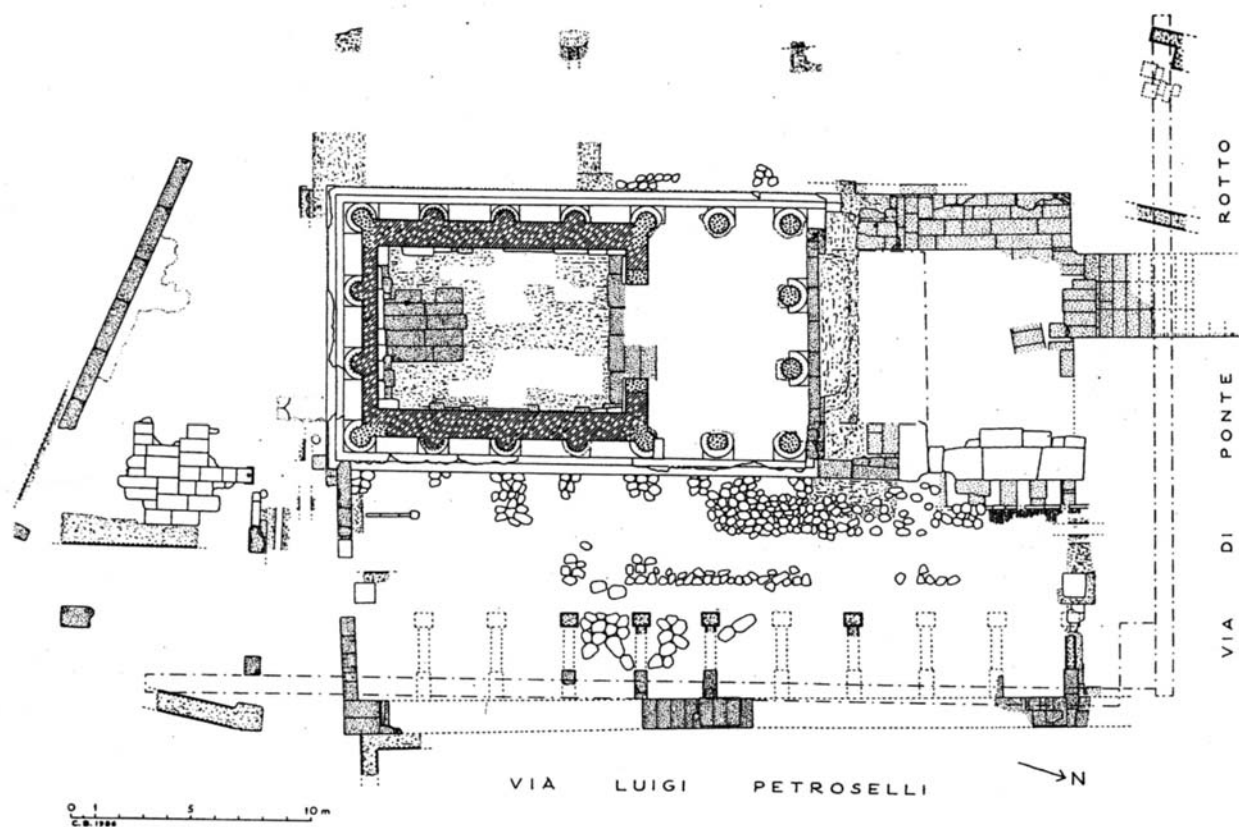 VIA DI PONTE ROTTO
VIA LUIGI PETROSELLI
N
0 1 5 10 m
C.B. 1986